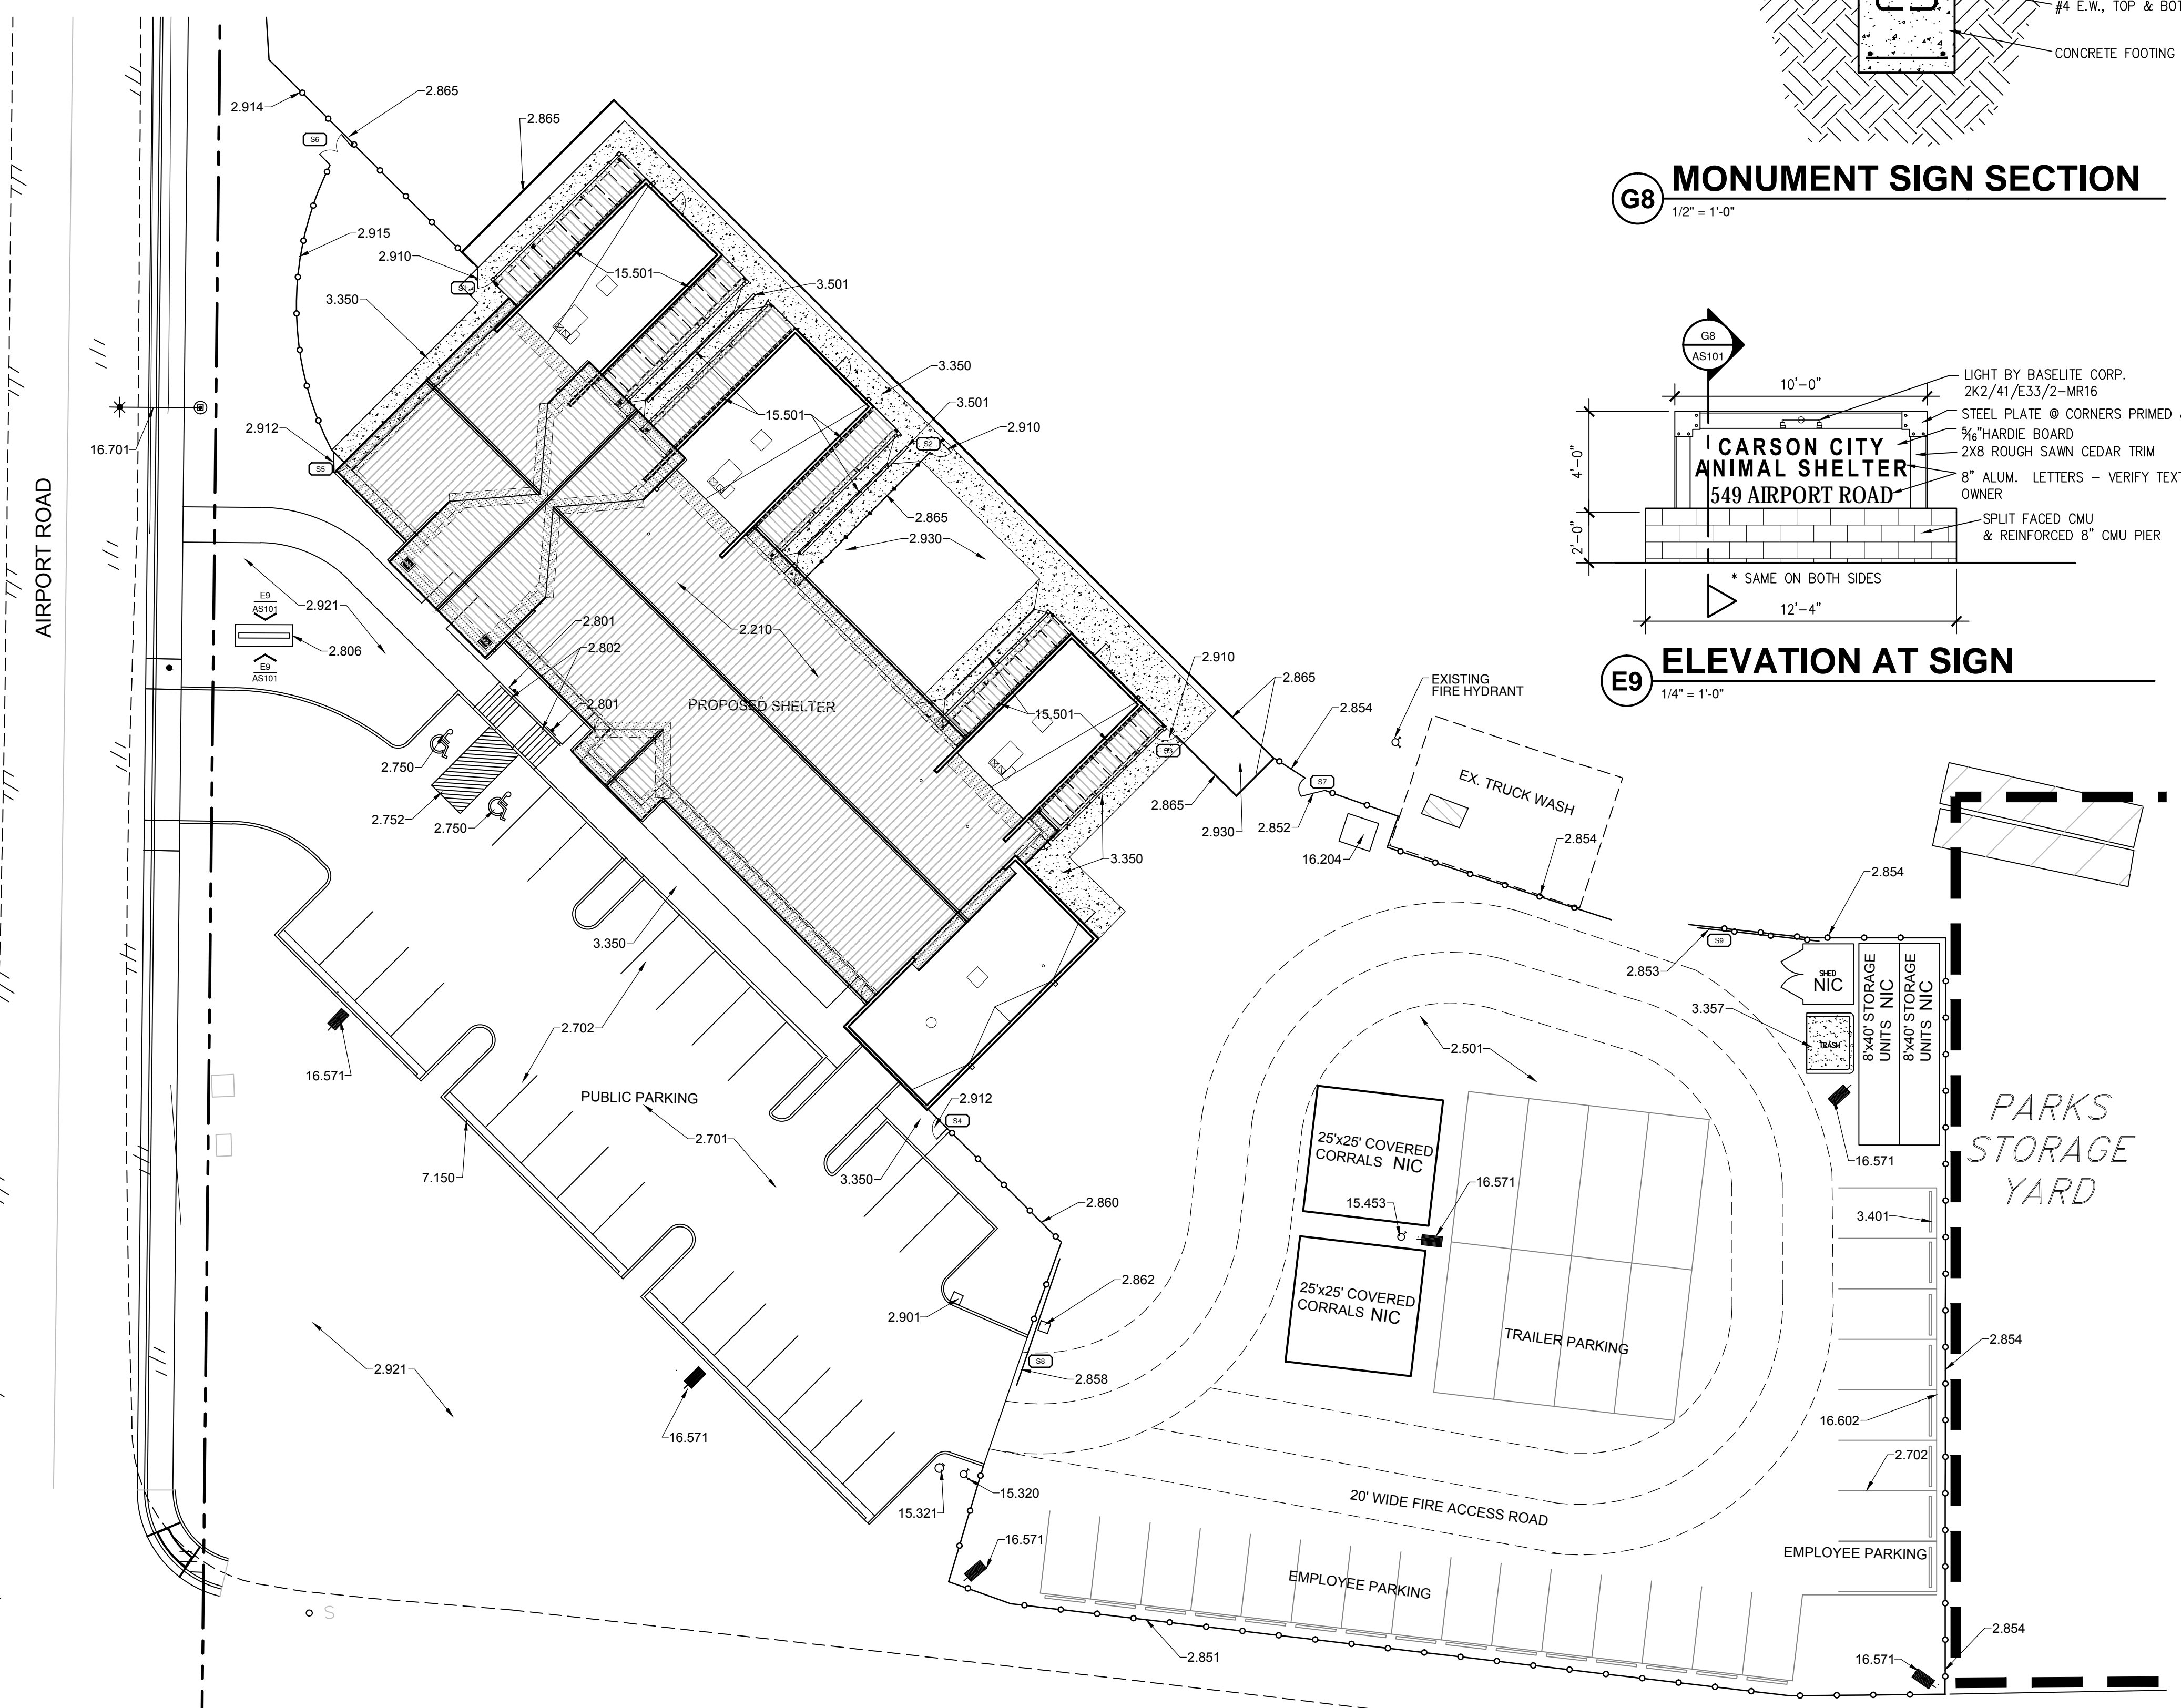 #4 E.W., TOP & BOT
CONCRETE FOOTING
G8
MONUMENT SIGN SECTION
1/2" = 1'-0"
G8
AS101
10'-0"
4'-0"
2'-0"
12'-4"
LIGHT BY BASELITE CORP.
2K2/41/E33/2-MR16
STEEL PLATE @ CORNERS PRIMED
5/16"HARDIE BOARD
2X8 ROUGH SAWN CEDAR TRIM
8" ALUM. LETTERS - VERIFY TEXT
OWNER
SPLIT FACED CMU
& REINFORCED 8" CMU PIER
CARSON CITY
ANIMAL SHELTER
549 AIRPORT ROAD
* SAME ON BOTH SIDES
E9
ELEVATION AT SIGN
1/4" = 1'-0"
AIRPORT ROAD
2.914
2.865
S6
2.865
2.915
2.910
S1
3.350
15.501
3.501
16.701
2.912
S5
3.350
15.501
3.501
2.910
S2
2.865
2.930
2.921
E9
AS101
2.806
E9
AS101
2.801
2.802
2.801
2.210
PROPOSED SHELTER
2.910
S3
2.865
2.854
EXISTING
FIRE HYDRANT
15.501
2.750
2.752
2.750
2.865
2.930
S7
2.852
16.204
EX. TRUCK WASH
2.854
3.350
3.350
2.854
2.853
S9
SHED
NIC
8'x40' STORAGE
UNITS NIC
8'x40' STORAGE
UNITS NIC
3.357
TRASH
16.571
2.702
2.501
16.571
PUBLIC PARKING
2.701
7.150
2.912
S4
3.350
2.860
25'x25' COVERED
CORRALS NIC
15.453
16.571
25'x25' COVERED
CORRALS NIC
TRAILER PARKING
PARKS
STORAGE
YARD
3.401
2.862
2.901
S8
2.858
2.921
16.571
2.854
16.602
2.702
15.321
15.320
16.571
20' WIDE FIRE ACCESS ROAD
EMPLOYEE PARKING
EMPLOYEE PARKING
S
2.851
16.571
2.854